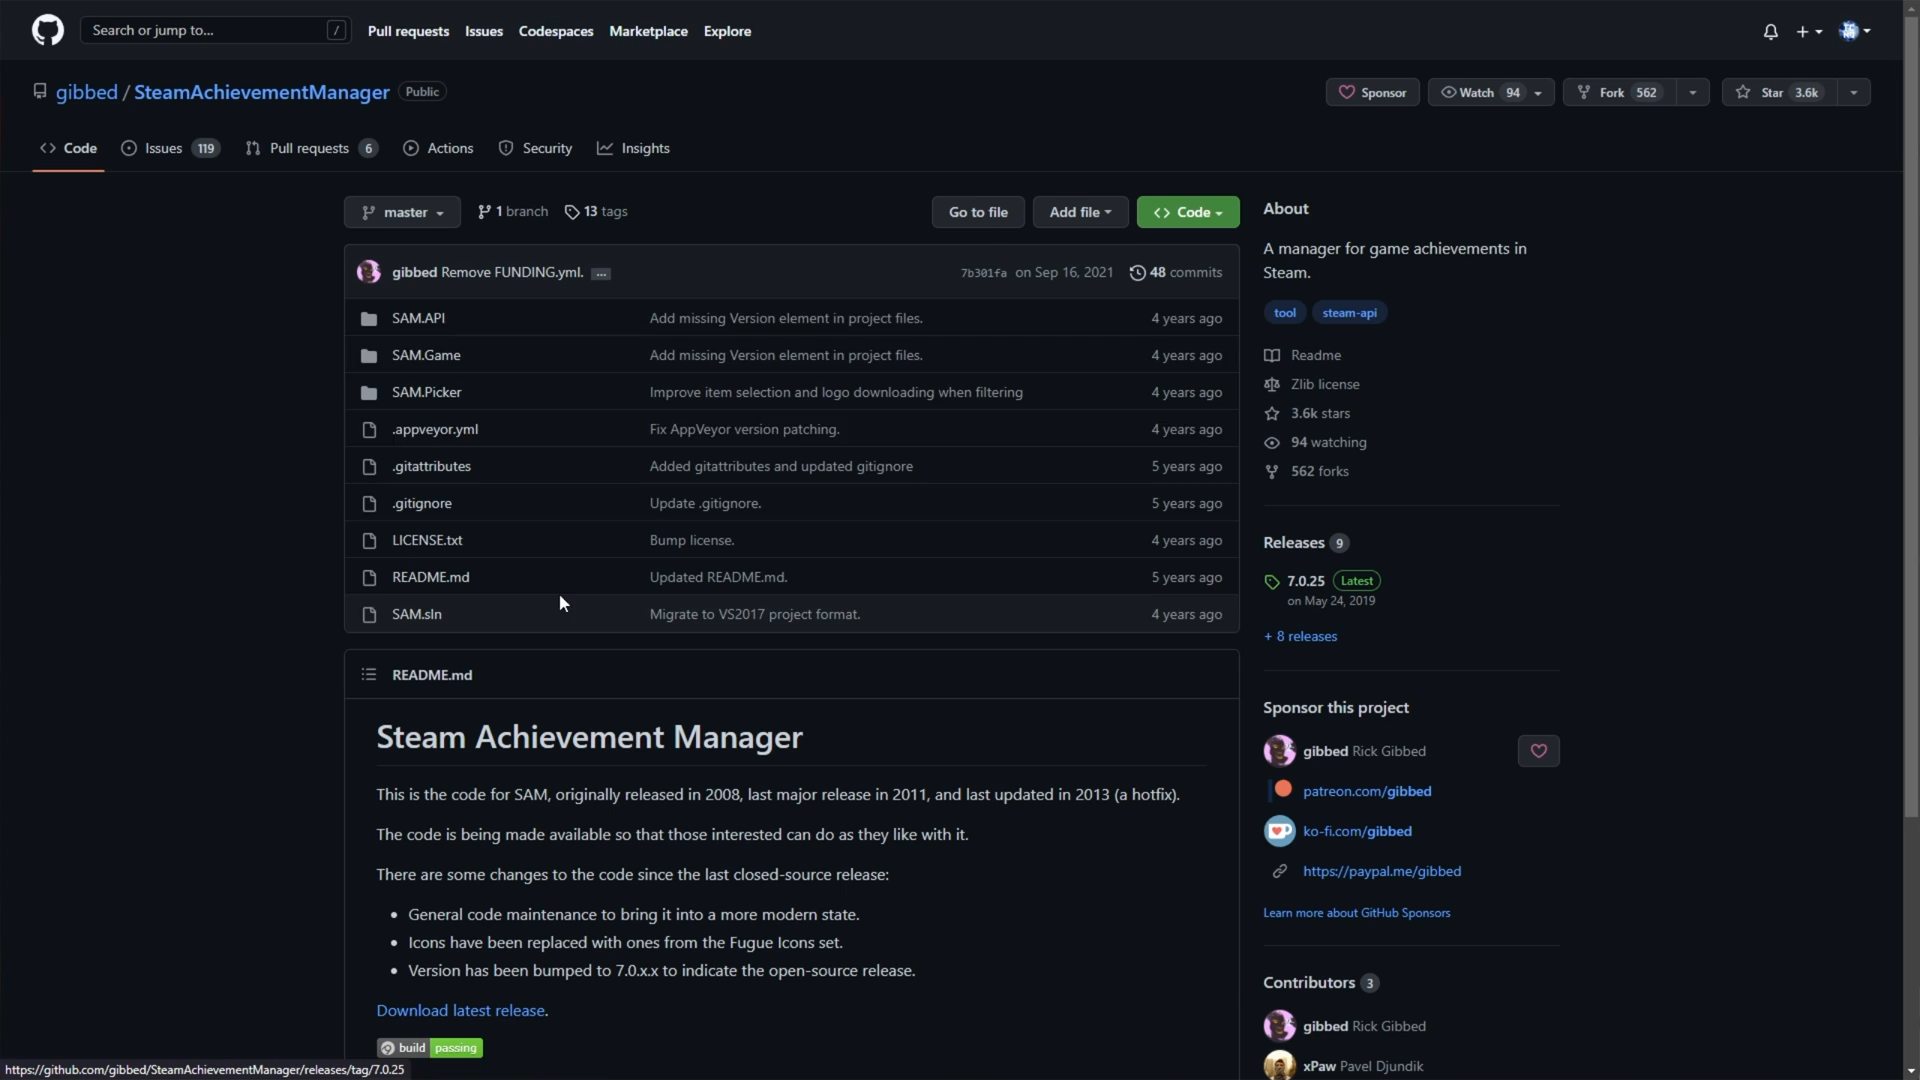 Search or jump to... /
Pull requests Issues Codespaces Marketplace Explore
gibbed / SteamAchievementManager Public
Sponsor Watch 94 Fork 562 Star 3.6k
Code Issues 119 Pull requests 6 Actions Security Insights
master 1 branch 13 tags Go to file Add file Code
gibbed Remove FUNDING.yml. ... 7b301fa on Sep 16, 2021 48 commits
SAM.API Add missing Version element in project files. 4 years ago
SAM.Game Add missing Version element in project files. 4 years ago
SAM.Picker Improve item selection and logo downloading when filtering 4 years ago
.appveyor.yml Fix AppVeyor version patching. 4 years ago
.gitattributes Added gitattributes and updated gitignore 5 years ago
.gitignore Update .gitignore. 5 years ago
LICENSE.txt Bump license. 4 years ago
README.md Updated README.md. 5 years ago
SAM.sln Migrate to VS2017 project format. 4 years ago
README.md
Steam Achievement Manager
This is the code for SAM, originally released in 2008, last major release in 2011, and last updated in 2013 (a hotfix).
The code is being made available so that those interested can do as they like with it.
There are some changes to the code since the last closed-source release:
• General code maintenance to bring it into a more modern state.
• Icons have been replaced with ones from the Fugue Icons set.
• Version has been bumped to 7.0.x.x to indicate the open-source release.
Download latest release.
build passing
About
A manager for game achievements in
Steam.
tool steam-api
Readme
Zlib license
3.6k stars
94 watching
562 forks
Releases 9
7.0.25 Latest
on May 24, 2019
+ 8 releases
Sponsor this project
gibbed Rick Gibbed
patreon.com/gibbed
ko-fi.com/gibbed
https://paypal.me/gibbed
Learn more about GitHub Sponsors
Contributors 3
gibbed Rick Gibbed
xPaw Pavel Djundik
https://github.com/gibbed/SteamAchievementManager/releases/tag/7.0.25